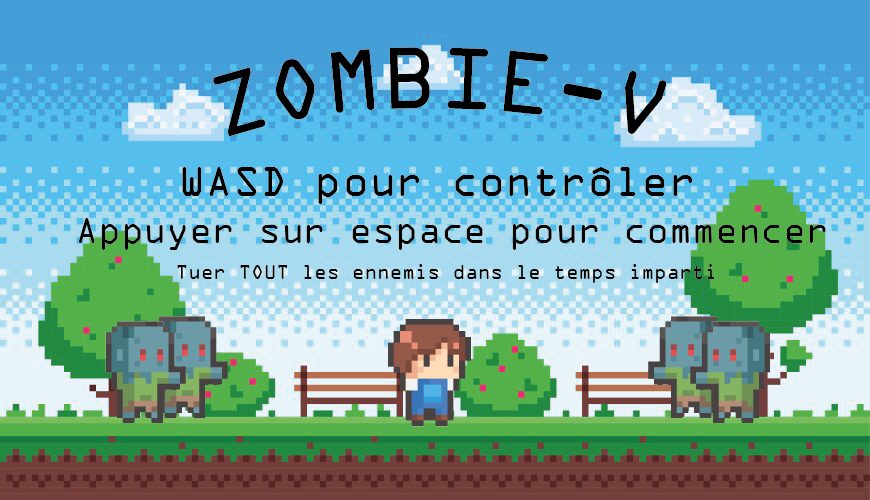 ZOMBIE-V
WASD pour contrôler
Appuyer sur espace pour commencer
Tuer TOUT les ennemis dans le temps imparti